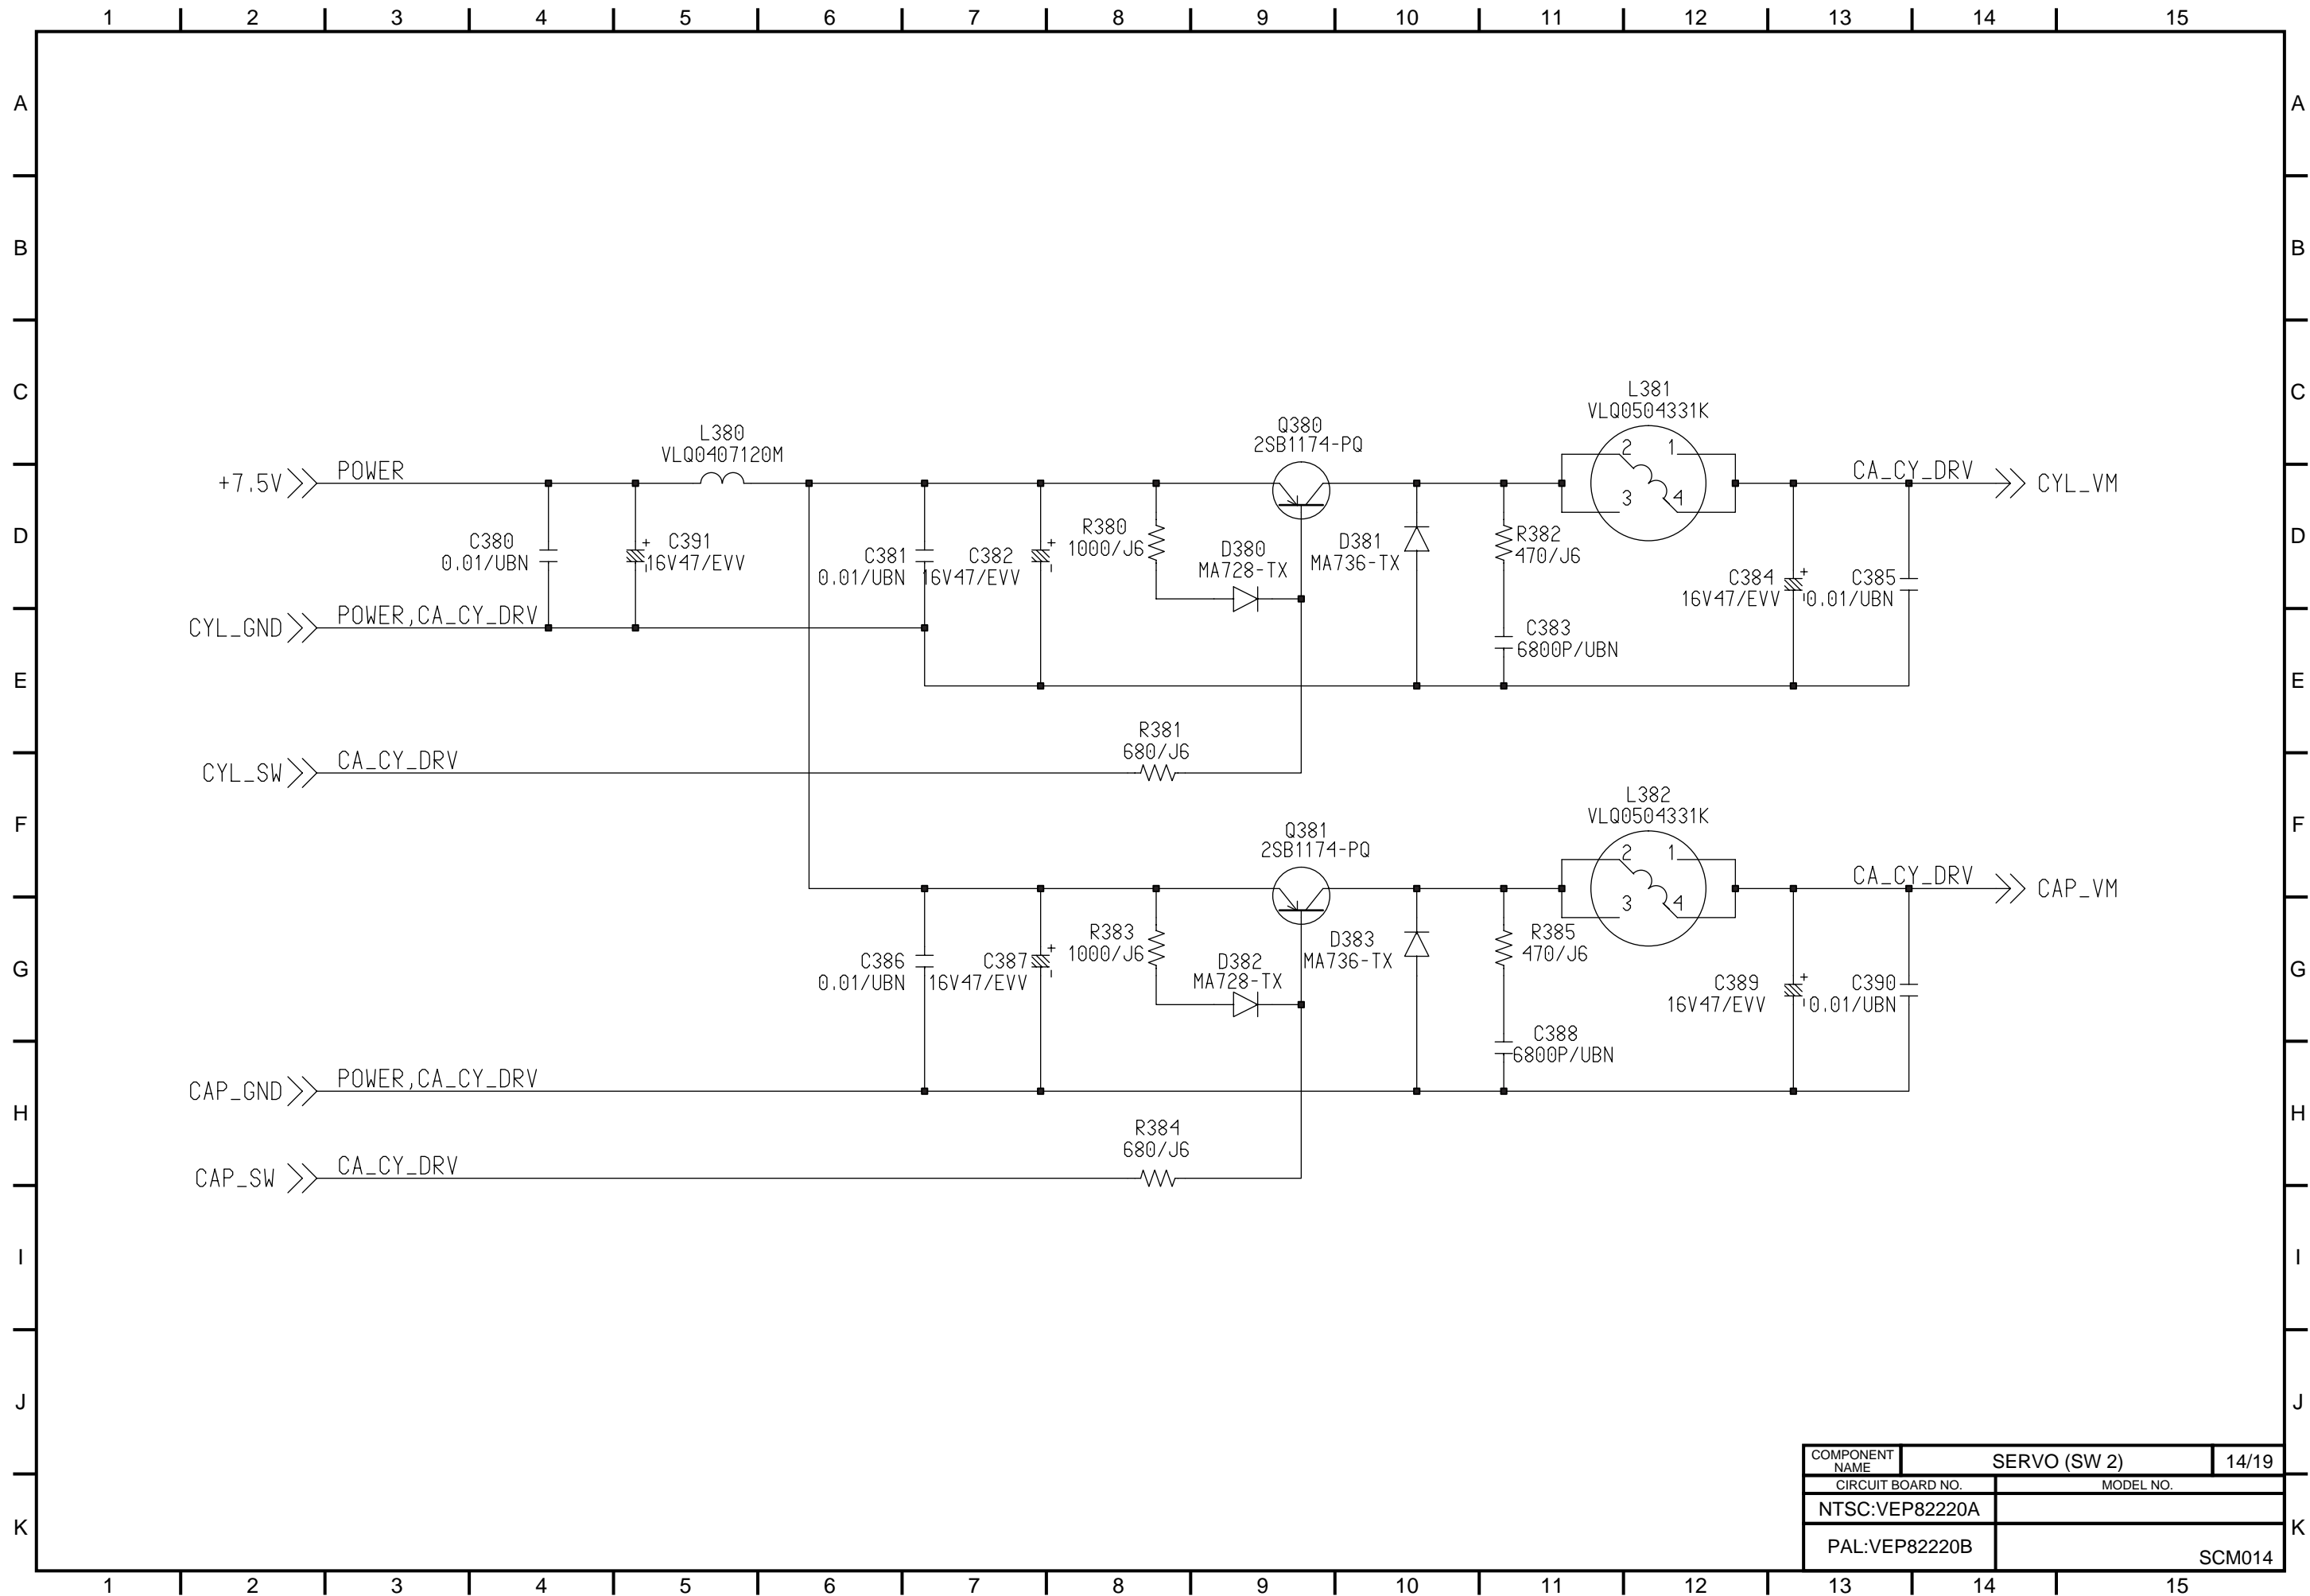 1 2 3 4 5 6 7 8 9 10 11 12 13 14 15
A A
B B
C C
L381
VLQ0504331K
2 1
3 4
L380
VLQ0407120M
Q380
2SB1174-PQ
+7.5V POWER
CA_CY_DRV CYL_VM
D D
C380
0.01/UBN
+ C391
- 16V47/EVV
C381
0.01/UBN
C382 +
16V47/EVV -
R380
1000/J6
D380
MA728-TX
D381
MA736-TX
R382
470/J6
C384 +
16V47/EVV -
C385
0.01/UBN
CYL_GND POWER,CA_CY_DRV
C383
6800P/UBN
E E
R381
680/J6
CYL_SW CA_CY_DRV
L382
VLQ0504331K
2 1
3 4
F F
Q381
2SB1174-PQ
CA_CY_DRV CAP_VM
C386
0.01/UBN
C387 +
16V47/EVV -
R383
1000/J6
D382
MA728-TX
D383
MA736-TX
R385
470/J6
G G
C389 +
16V47/EVV -
C390
0.01/UBN
C388
6800P/UBN
CAP_GND POWER,CA_CY_DRV
H H
R384
680/J6
CAP_SW CA_CY_DRV
I I
J J
COMPONENT
NAME
SERVO (SW 2) 14/19
CIRCUIT BOARD NO. MODEL NO.
NTSC:VEP82220A
K K
PAL:VEP82220B
SCM014
1 2 3 4 5 6 7 8 9 10 11 12 13 14 15